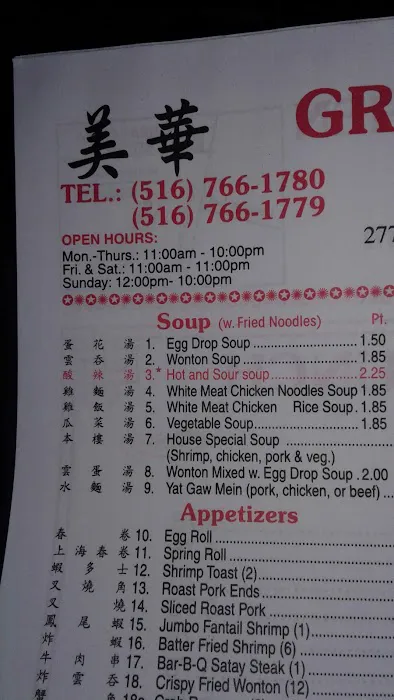 美華
GR
TEL.: (516) 766-1780
(516) 766-1779
277
OPEN HOURS:
Mon.-Thurs.: 11:00am - 10:00pm
Fri. & Sat.: 11:00am - 11:00pm
Sunday: 12:00pm- 10:00pm
Soup (w. Fried Noodles) Pt.
蛋花湯 1. Egg Drop Soup 1.50
雲吞湯 2. Wonton Soup 1.85
酸辣湯 3.* Hot and Sour soup 2.25
雞麵湯 4. White Meat Chicken Noodles Soup 1.85
雞飯湯 5. White Meat Chicken Rice Soup. 1.85
瓜菜湯 6. Vegetable Soup 1.85
本樓湯 7. House Special Soup
(Shrimp, chicken, pork & veg.)
雲蛋湯 8. Wonton Mixed w. Egg Drop Soup . 2.00
水麵湯 9. Yat Gaw Mein (pork, chicken, or beef)
Appetizers
春卷 10. Egg Roll
上海春卷 11. Spring Roll
蝦多士 12. Shrimp Toast (2)
叉燒角 13. Roast Pork Ends
叉燒 14. Sliced Roast Pork
鳳尾蝦 15. Jumbo Fantail Shrimp (1)
炸蝦 16. Batter Fried Shrimp (6)
牛肉串 17. Bar-B-Q Satay Steak (1)
炸雲吞 18. Crispy Fried Wonton (12)
蟹角 18a. Crab